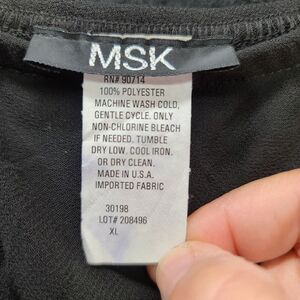 MSK
RN# 90714
100% POLYESTER
MACHINE WASH COLD,
GENTLE CYCLE. ONLY
NON-CHLORINE BLEACH
IF NEEDED. TUMBLE
DRY LOW. COOL IRON.
OR DRY CLEAN.
MADE IN U.S.A.
IMPORTED FABRIC
30198
LOT# 208496
XL